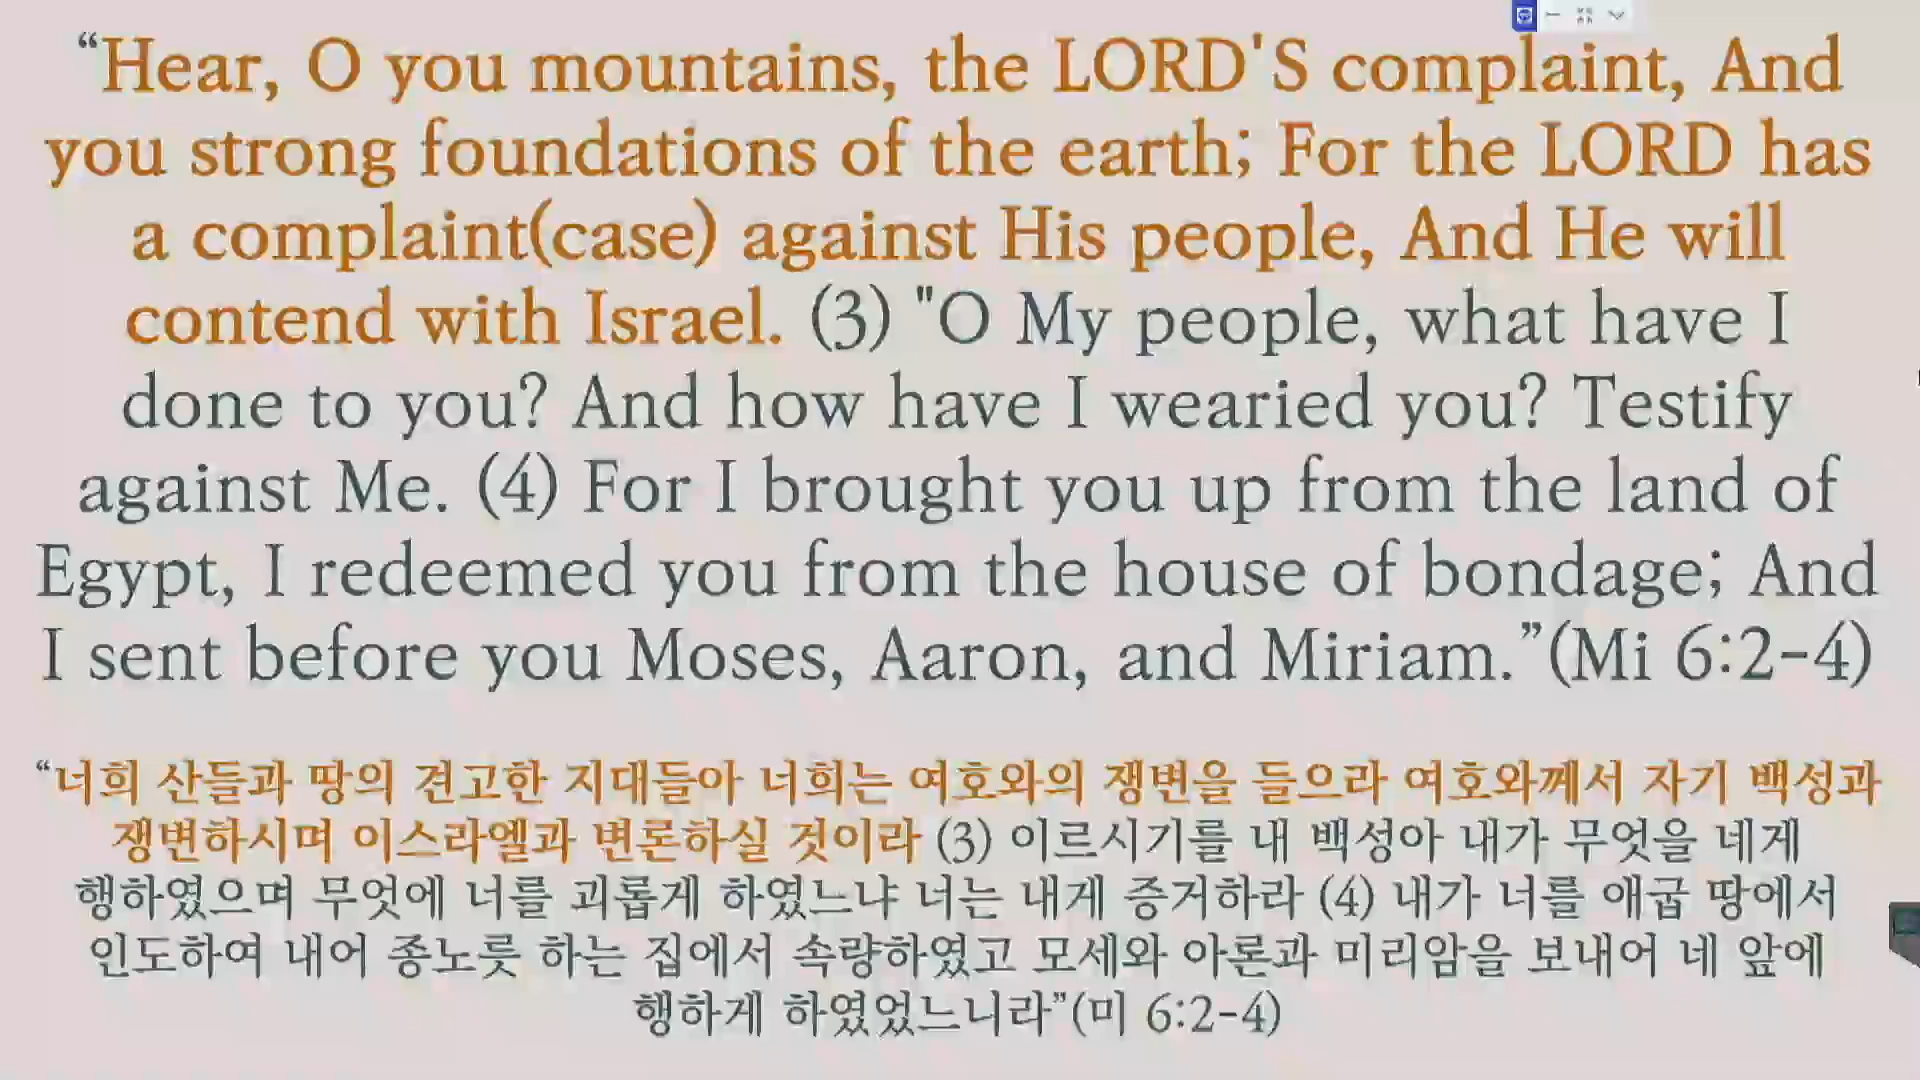 “Hear, O you mountains, the LORD'S complaint, And
you strong foundations of the earth; For the LORD has
a complaint(case) against His people, And He will
contend with Israel. (3) "O My people, what have I
done to you? And how have I wearied you? Testify
against Me. (4) For I brought you up from the land of
Egypt, I redeemed you from the house of bondage; And
I sent before you Moses, Aaron, and Miriam.”(Mi 6:2-4)
“너희 산들과 땅의 견고한 지대들아 너희는 여호와의 쟁변을 들으라 여호와께서 자기 백성과
쟁변하시며 이스라엘과 변론하실 것이라 (3) 이르시기를 내 백성아 내가 무엇을 네게
행하였으며 무엇에 너를 괴롭게 하였느냐 너는 내게 증거하라 (4) 내가 너를 애굽 땅에서
인도하여 내어 종노릇 하는 집에서 속량하였고 모세와 아론과 미리암을 보내어 네 앞에
행하게 하였었느니라”(미 6:2-4)